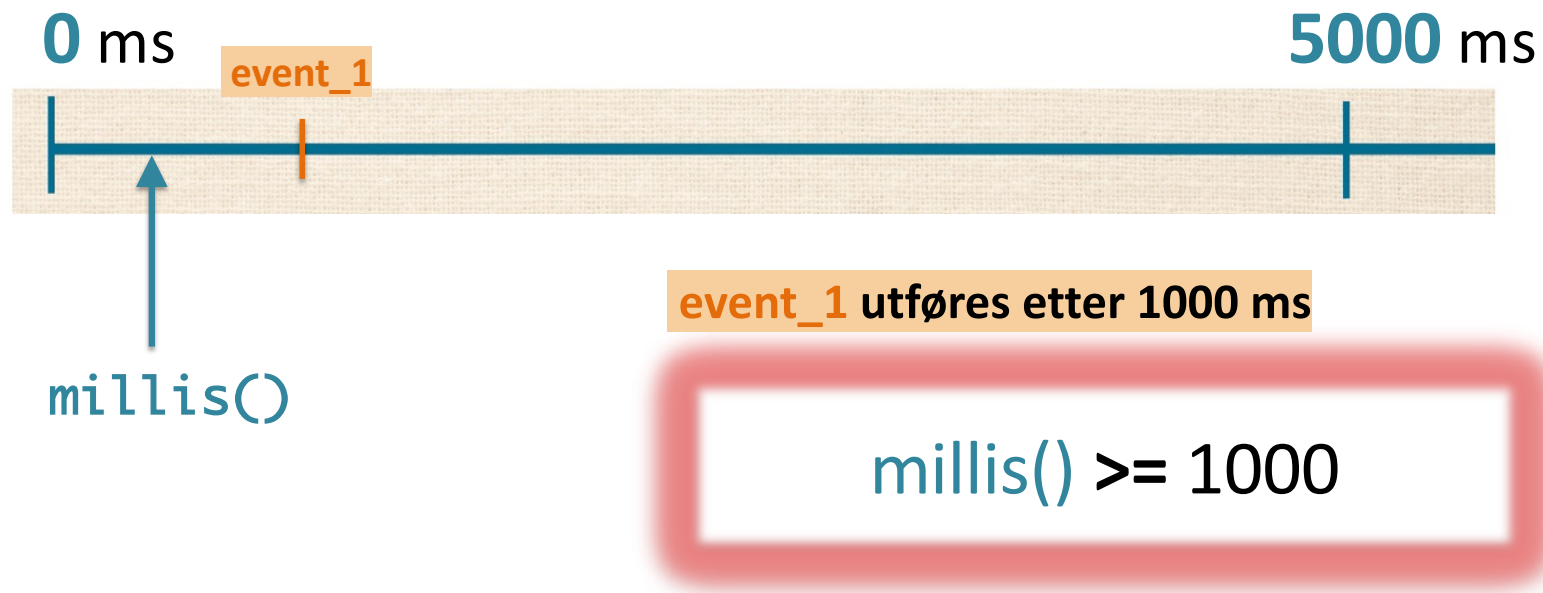 0 ms
5000 ms
event_1
event_1 utføres etter 1000 ms
millis()
millis() >= 1000